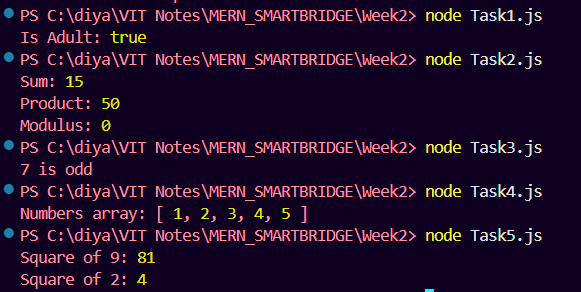 PS C:\diya\VIT Notes\MERN_SMARTBRIDGE\Week2> node Task1.js
Is Adult: true
PS C:\diya\VIT Notes\MERN_SMARTBRIDGE\Week2> node Task2.js
Sum: 15
Product: 50
Modulus: 0
PS C:\diya\VIT Notes\MERN_SMARTBRIDGE\Week2> node Task3.js
7 is odd
PS C:\diya\VIT Notes\MERN_SMARTBRIDGE\Week2> node Task4.js
Numbers array: [ 1, 2, 3, 4, 5 ]
PS C:\diya\VIT Notes\MERN_SMARTBRIDGE\Week2> node Task5.js
Square of 9: 81
Square of 2: 4